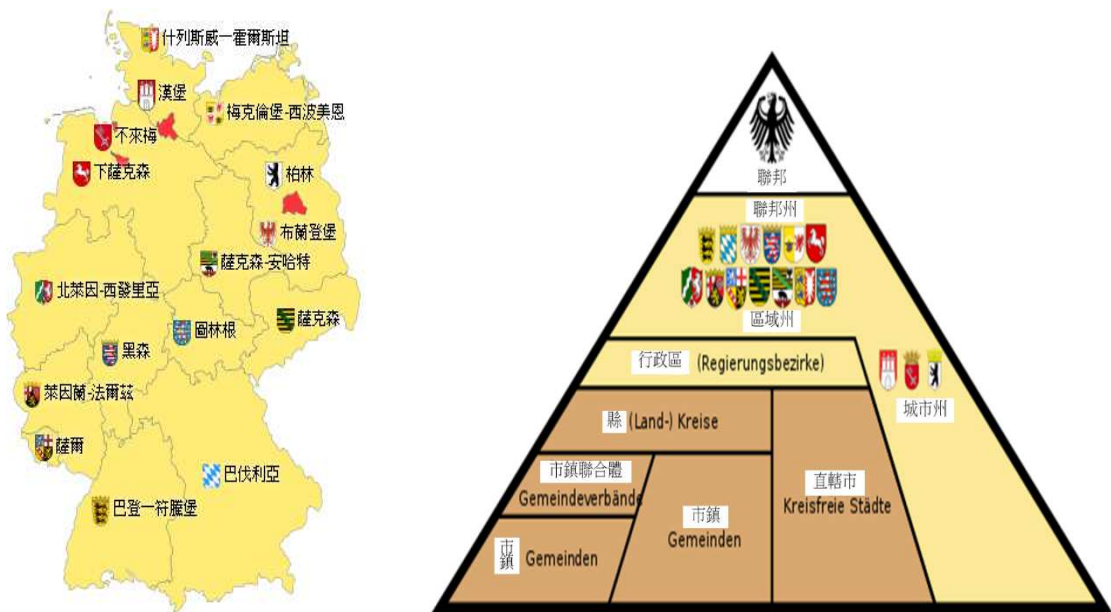 什列斯威一霍爾斯坦
漢堡
梅克倫堡-西波美恩
不來梅
下薩克森
柏林
布蘭登堡
薩克森-安哈特
北萊因-西發里亞
薩克森
圖林根
黑森
萊因蘭-法爾茲
薩爾
巴伐利亞
巴登一符騰堡
聯邦
聯邦州
區域州
行政區 (Regierungsbezirke)
城市州
縣 (Land-) Kreise
市鎮聯合體
Gemeindeverbände
直轄市
Kreisfreie Städte
市鎮
Gemeinden
市鎮 Gemeinden